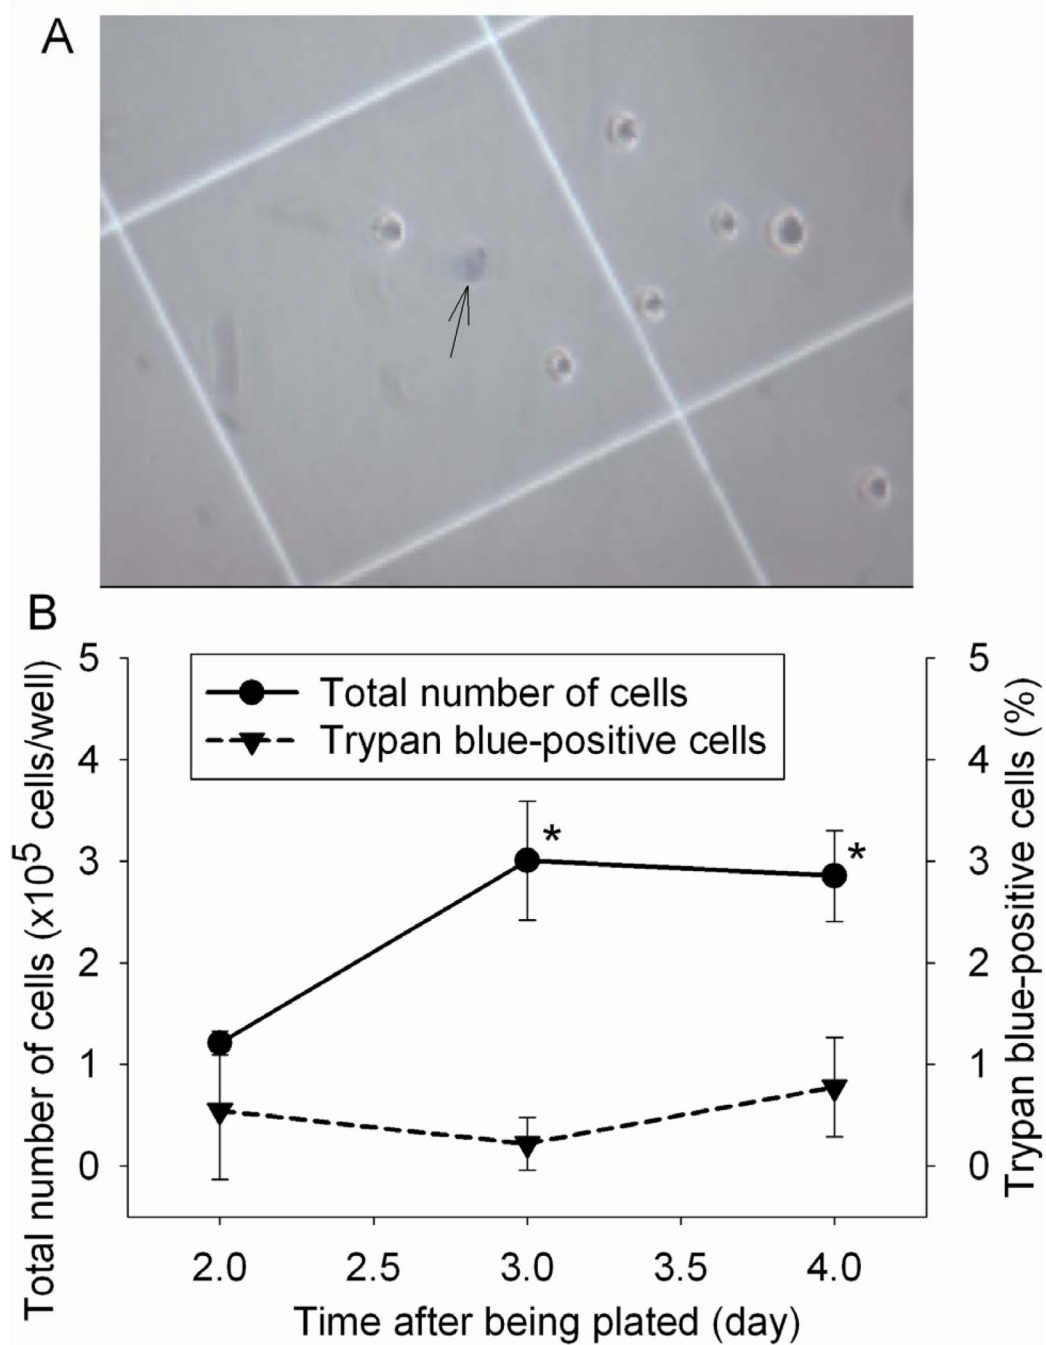 A
B
Total number of cells (x10⁵ cells/well)
5
4
3
2
1
0
Total number of cells
Trypan blue-positive cells
*
*
5
4
3
2
1
0
Trypan blue-positive cells (%)
2.0 2.5 3.0 3.5 4.0
Time after being plated (day)